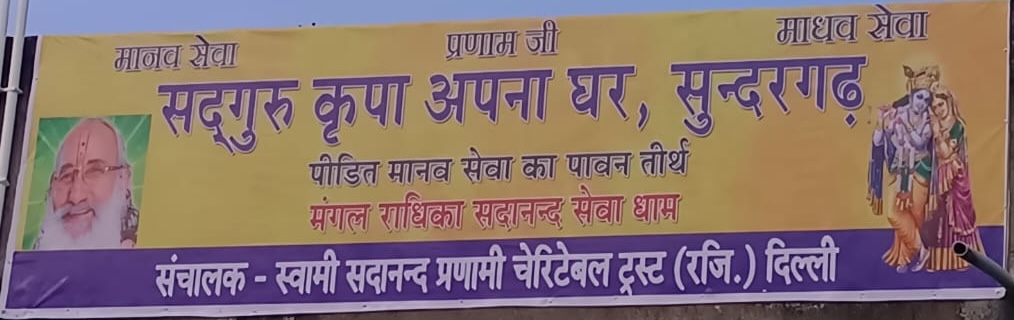 मानव सेवा प्रणाम जी माधव सेवा
सद्गुरु कृपा अपना घर, सुन्दरगढ़
पीडित मानव सेवा का पावन तीर्थ
मंगल राधिका सदानन्द सेवा धाम
संचालक - स्वामी सदानन्द प्रणामी चेरिटेबल ट्रस्ट (रजि.) दिल्ली